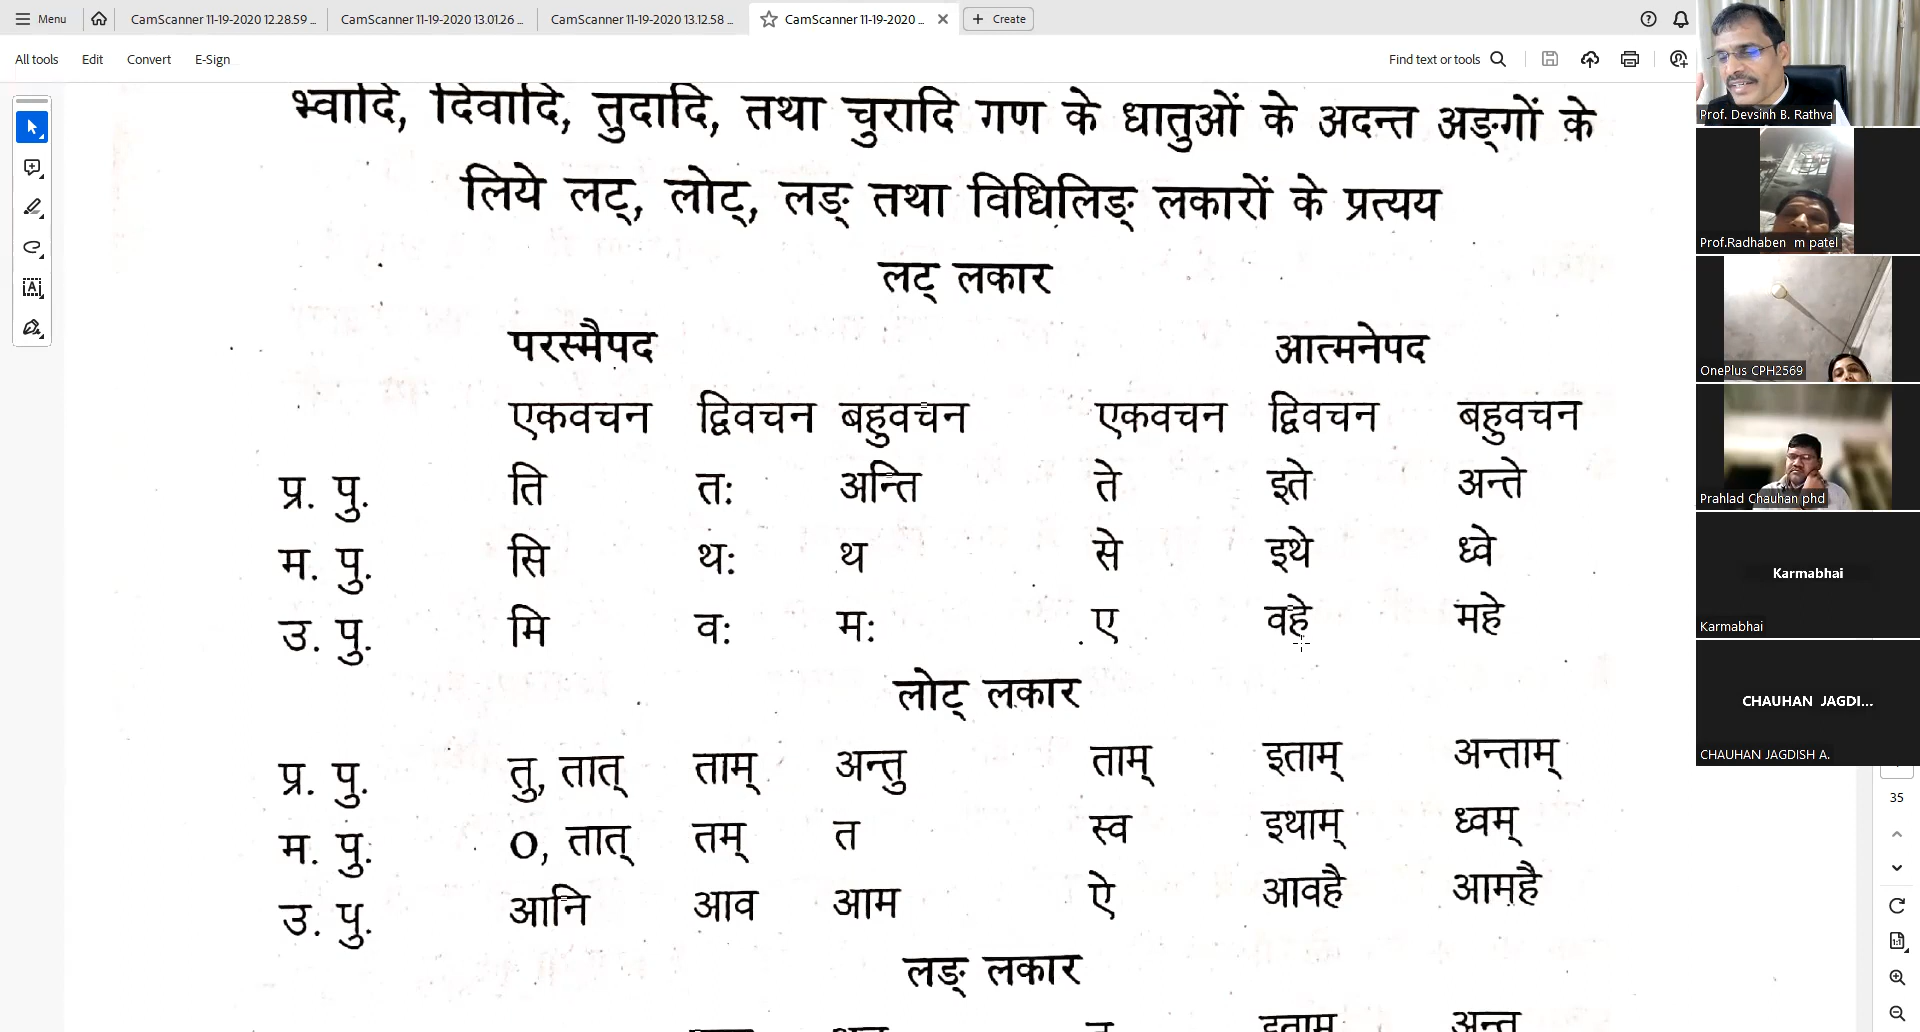 Menu CamScanner 11-19-2020 12.28.59 ... CamScanner 11-19-2020 13.01.26 ... CamScanner 11-19-2020 13.12.58 ... CamScanner 11-19-2020 ... Create
All tools Edit Convert E-Sign Find text or tools
भ्वादि, दिवादि, तुदादि, तथा चुरादि गण के धातुओं के अदन्त अङ्गों के
लिये लट्, लोट्, लङ् तथा विधिलिङ् लकारों के प्रत्यय
लट् लकार
परस्मैपद आत्मनेपद
एकवचन द्विवचन बहुवचन एकवचन द्विवचन बहुवचन
प्र. पु. ति तः अन्ति ते इते अन्ते
म. पु. सि थः थ से इथे ध्वे
उ. पु. मि वः मः ए वहे महे
लोट् लकार
प्र. पु. तु, तात् ताम् अन्तु ताम् इताम् अन्ताम्
म. पु. ०, तात् तम् त स्व इथाम् ध्वम्
उ. पु. आनि आव आम ऐ आवहै आमहै
लङ् लकार
इताम् अन्त
Prof. Devsinh B. Rathva
Prof.Radhaben m patel
OnePlus CPH2569
Prahlad Chauhan phd
Karmabhai
Karmabhai
CHAUHAN JAGDI...
CHAUHAN JAGDISH A.
35